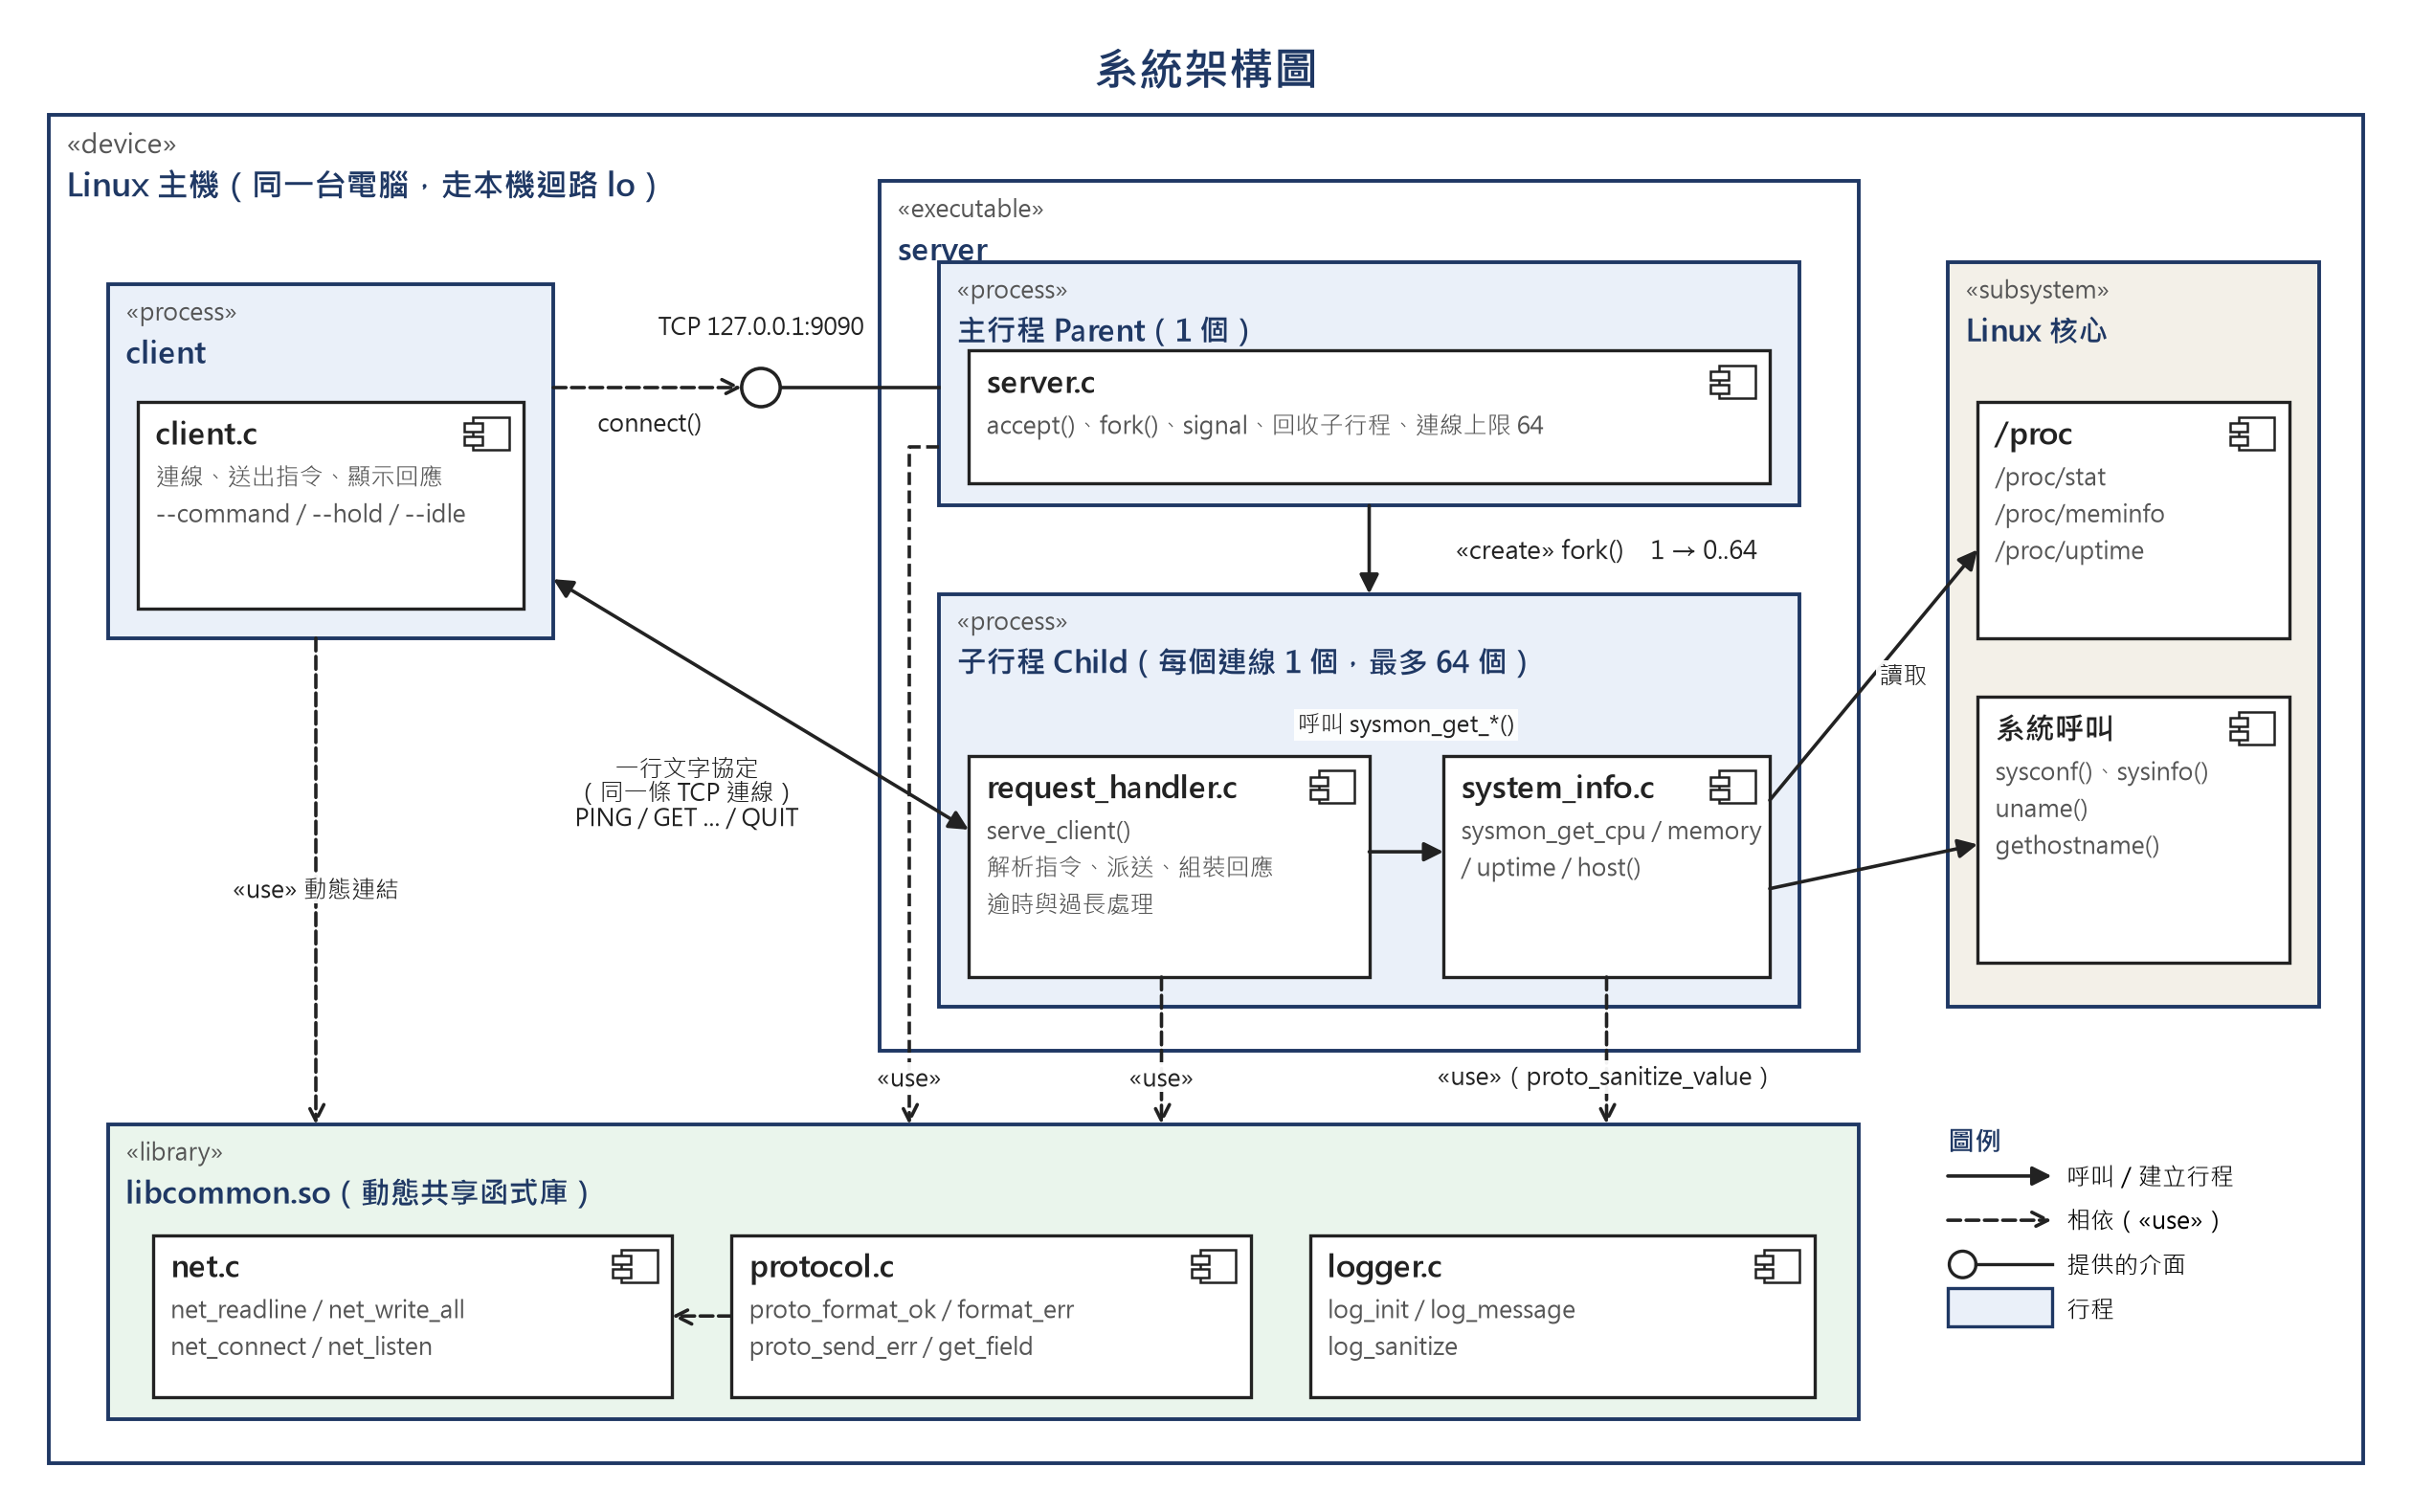 系統架構圖
«device»
Linux 主機（同一台電腦，走本機迴路 lo）
«executable»
server
«process»
client
client.c
連線、送出指令、顯示回應
--command / --hold / --idle
TCP 127.0.0.1:9090
connect()
«process»
主行程 Parent（1 個）
server.c
accept()、fork()、signal、回收子行程、連線上限 64
«create» fork()　1 → 0..64
«process»
子行程 Child（每個連線 1 個，最多 64 個）
呼叫 sysmon_get_*()
request_handler.c
serve_client()
解析指令、派送、組裝回應
逾時與過長處理
system_info.c
sysmon_get_cpu / memory
/ uptime / host()
一行文字協定
（同一條 TCP 連線）
PING / GET ... / QUIT
讀取
«subsystem»
Linux 核心
/proc
/proc/stat
/proc/meminfo
/proc/uptime
系統呼叫
sysconf()、sysinfo()
uname()
gethostname()
«use» 動態連結
«use»
«use»
«use»（proto_sanitize_value）
«library»
libcommon.so（動態共享函式庫）
net.c
net_readline / net_write_all
net_connect / net_listen
protocol.c
proto_format_ok / format_err
proto_send_err / get_field
logger.c
log_init / log_message
log_sanitize
圖例
呼叫 / 建立行程
相依（«use»）
提供的介面
行程